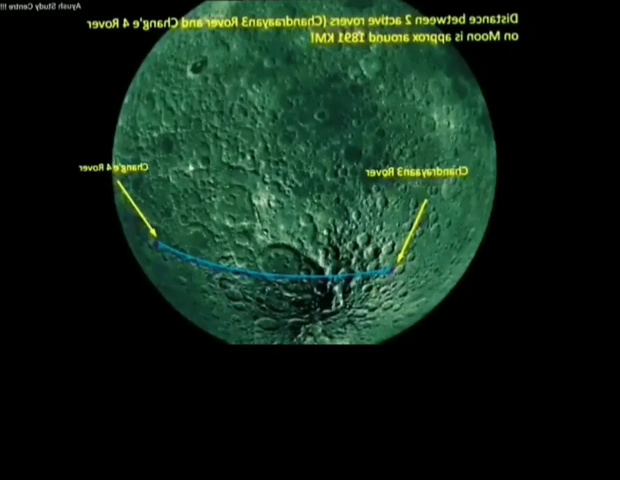 Ayush Study Centre !!!
Distance between 2 active rovers (Chandraayan3 Rover and Chang'e 4 Rover
on Moon is approx around 1891 KM!
Chang'e 4 Rover
Chandrayaan3 Rover